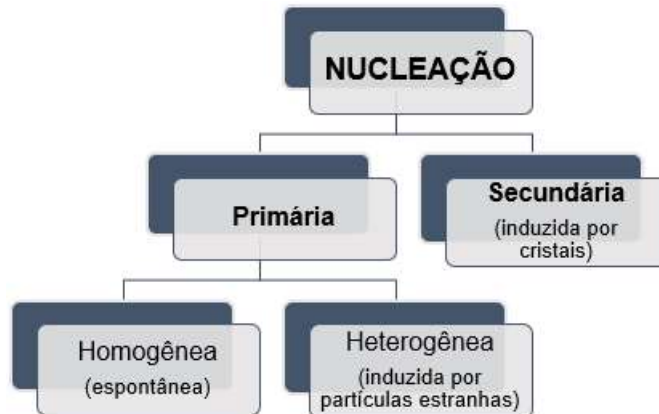 NUCLEAÇÃO
Primária
Secundária
(induzida por
cristais)
Homogênea
(espontânea)
Heterogênea
(induzida por
partículas estranhas)